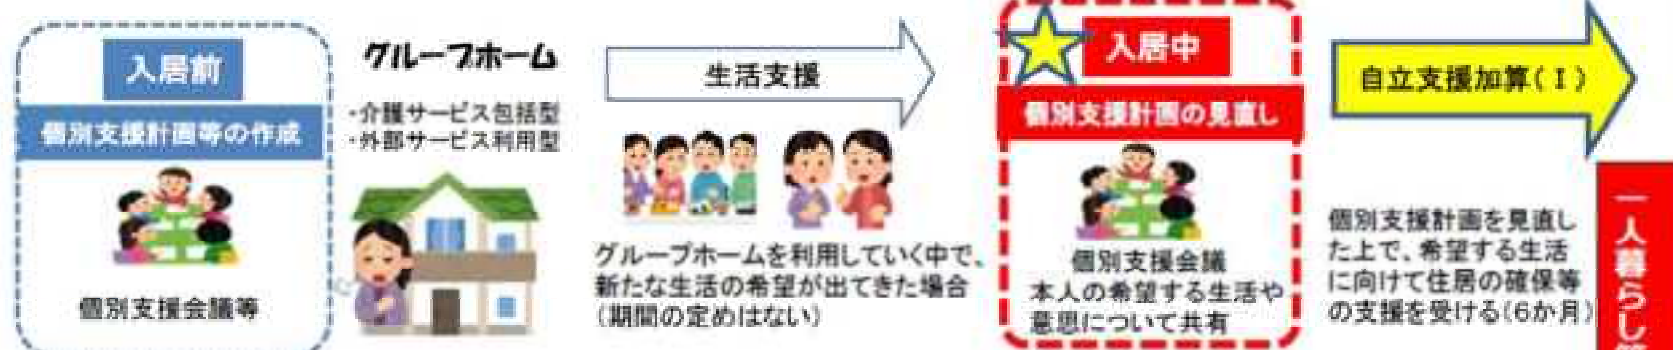 入居前
個別支援計画等の作成
個別支援会議等
グループホーム
・介護サービス包括型
・外部サービス利用型
生活支援
グループホームを利用していく中で、
新たな生活の希望が出てきた場合
(期間の定めはない)
入居中
個別支援計画の見直し
個別支援会議
本人の希望する生活や
意思について共有
自立支援加算(Ⅰ)
個別支援計画を見直し
た上で、希望する生活
に向けて住居の確保等
の支援を受ける(6か月)
一人暮らし